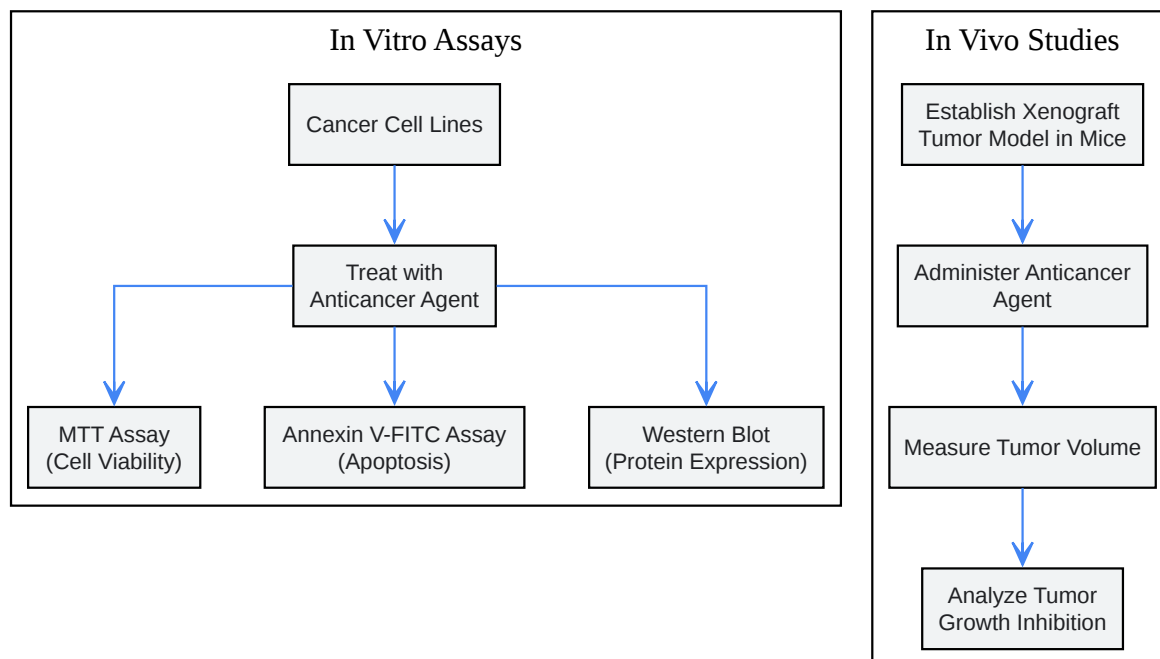 In Vitro Assays
Cancer Cell Lines
Treat with
Anticancer Agent
MTT Assay
(Cell Viability)
Annexin V-FITC Assay
(Apoptosis)
Western Blot
(Protein Expression)
In Vivo Studies
Establish Xenograft
Tumor Model in Mice
Administer Anticancer
Agent
Measure Tumor Volume
Analyze Tumor
Growth Inhibition